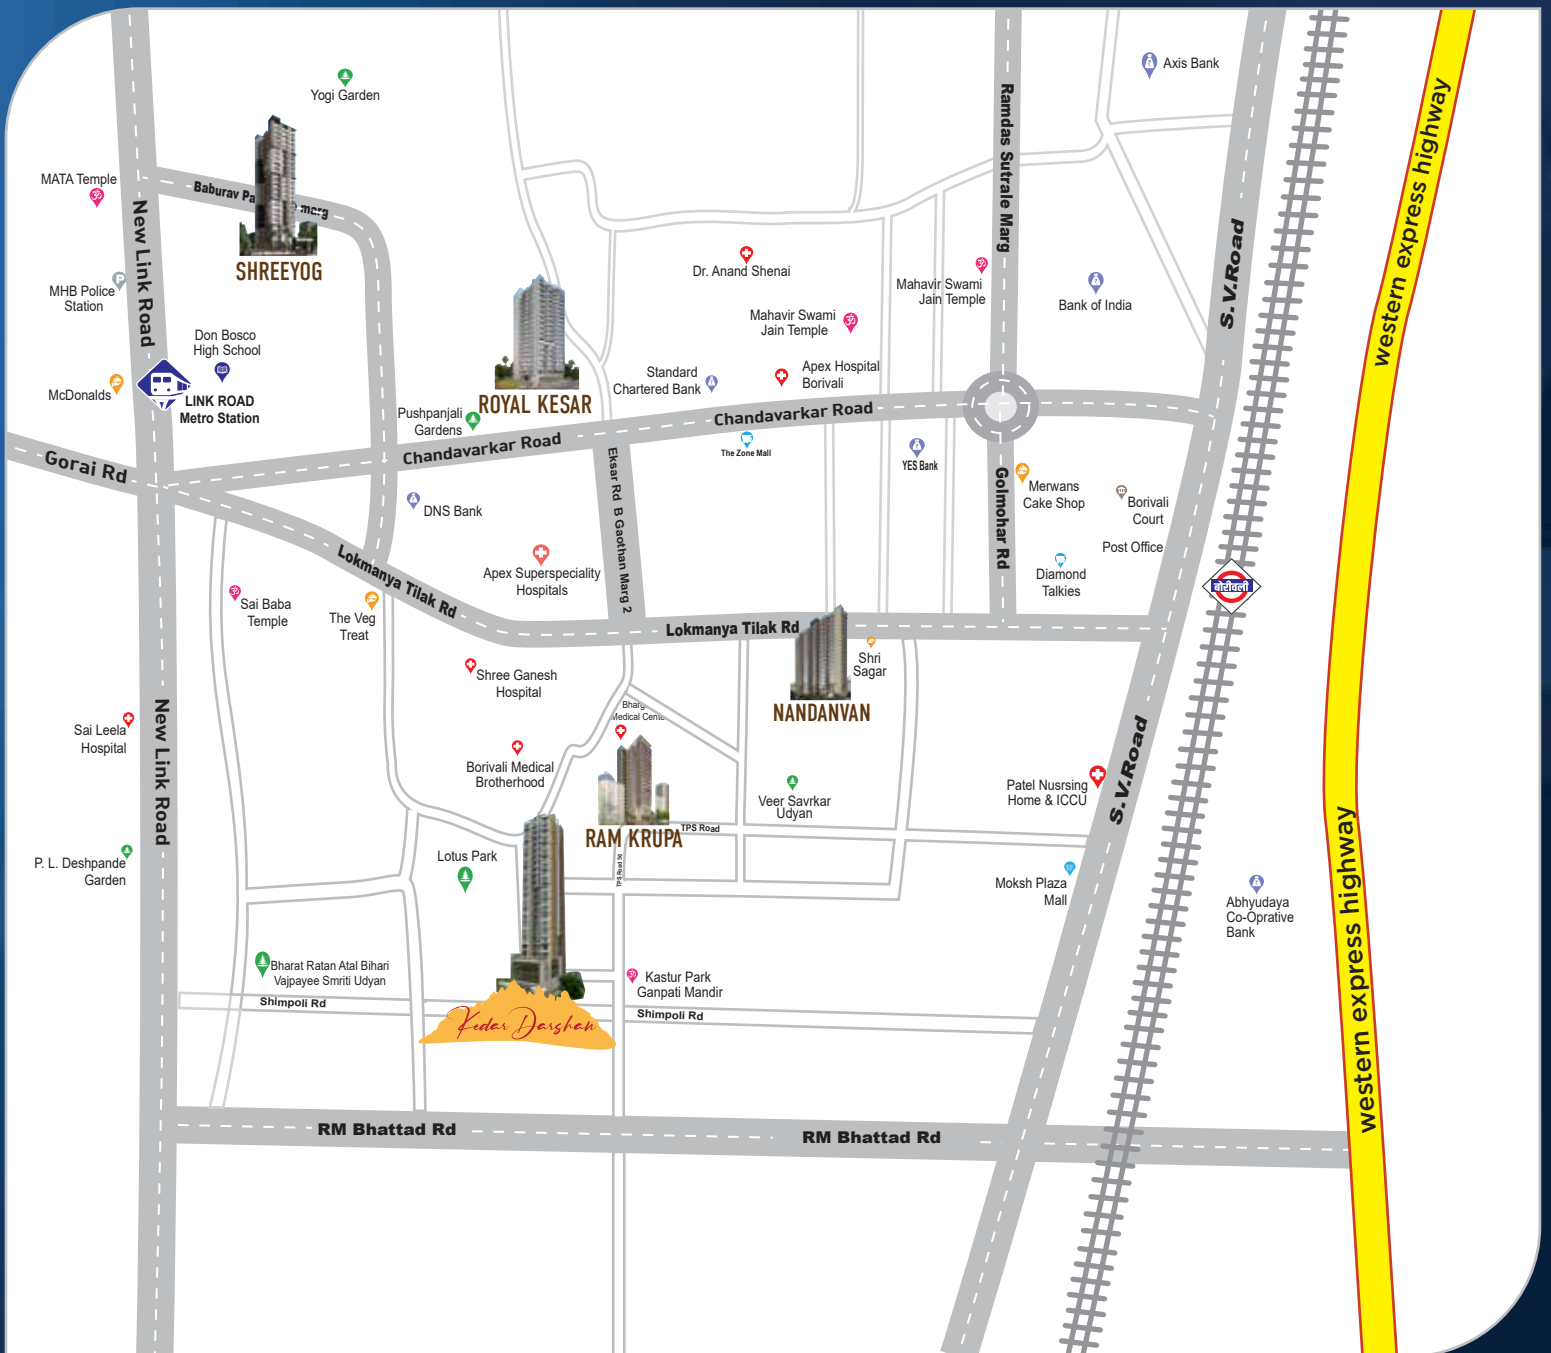 Yogi Garden
Axis Bank
MATA Temple
Baburav
marg
SHREEYOG
New Link Road
Ramdas Sutrale Marg
western express highway
S.V.Road
MHB Police
Station
Don Bosco
High School
McDonalds
LINK ROAD
Metro Station
Dr. Anand Shenai
Mahavir Swami
Jain Temple
Mahavir Swami
Jain Temple
Bank of India
Standard
Chartered Bank
Apex Hospital
Borivali
ROYAL KESAR
Pushpanjali
Gardens
Chandavarkar Road
Chandavarkar Road
Gorai Rd
The Zone Mall
YES Bank
Golmohar Rd
Merwans
Cake Shop
Borivali
Court
Post Office
Diamond
Talkies
बोरीवली
DNS Bank
Eksar Rd B Gaothan Marg 2
Apex Superspeciality
Hospitals
Lokmanya Tilak Rd
Lokmanya Tilak Rd
Sai Baba
Temple
The Veg
Treat
Shri
Sagar
NANDANVAN
Shree Ganesh
Hospital
Medical
Sai Leela
Hospital
New Link Road
Borivali Medical
Brotherhood
RAM KRUPA
TPS Road
TPS Road 56
Veer Savrkar
Udyan
Patel Nusrsing
Home & ICCU
S.V.Road
P. L. Deshpande
Garden
Lotus Park
Moksh Plaza
Mall
Abhyudaya
Co-Oprative
Bank
western express highway
Bharat Ratan Atal Bihari
Vajpayee Smriti Udyan
Kastur Park
Ganpati Mandir
Shimpoli Rd
Shimpoli Rd
Kedar Darshan
RM Bhattad Rd
RM Bhattad Rd